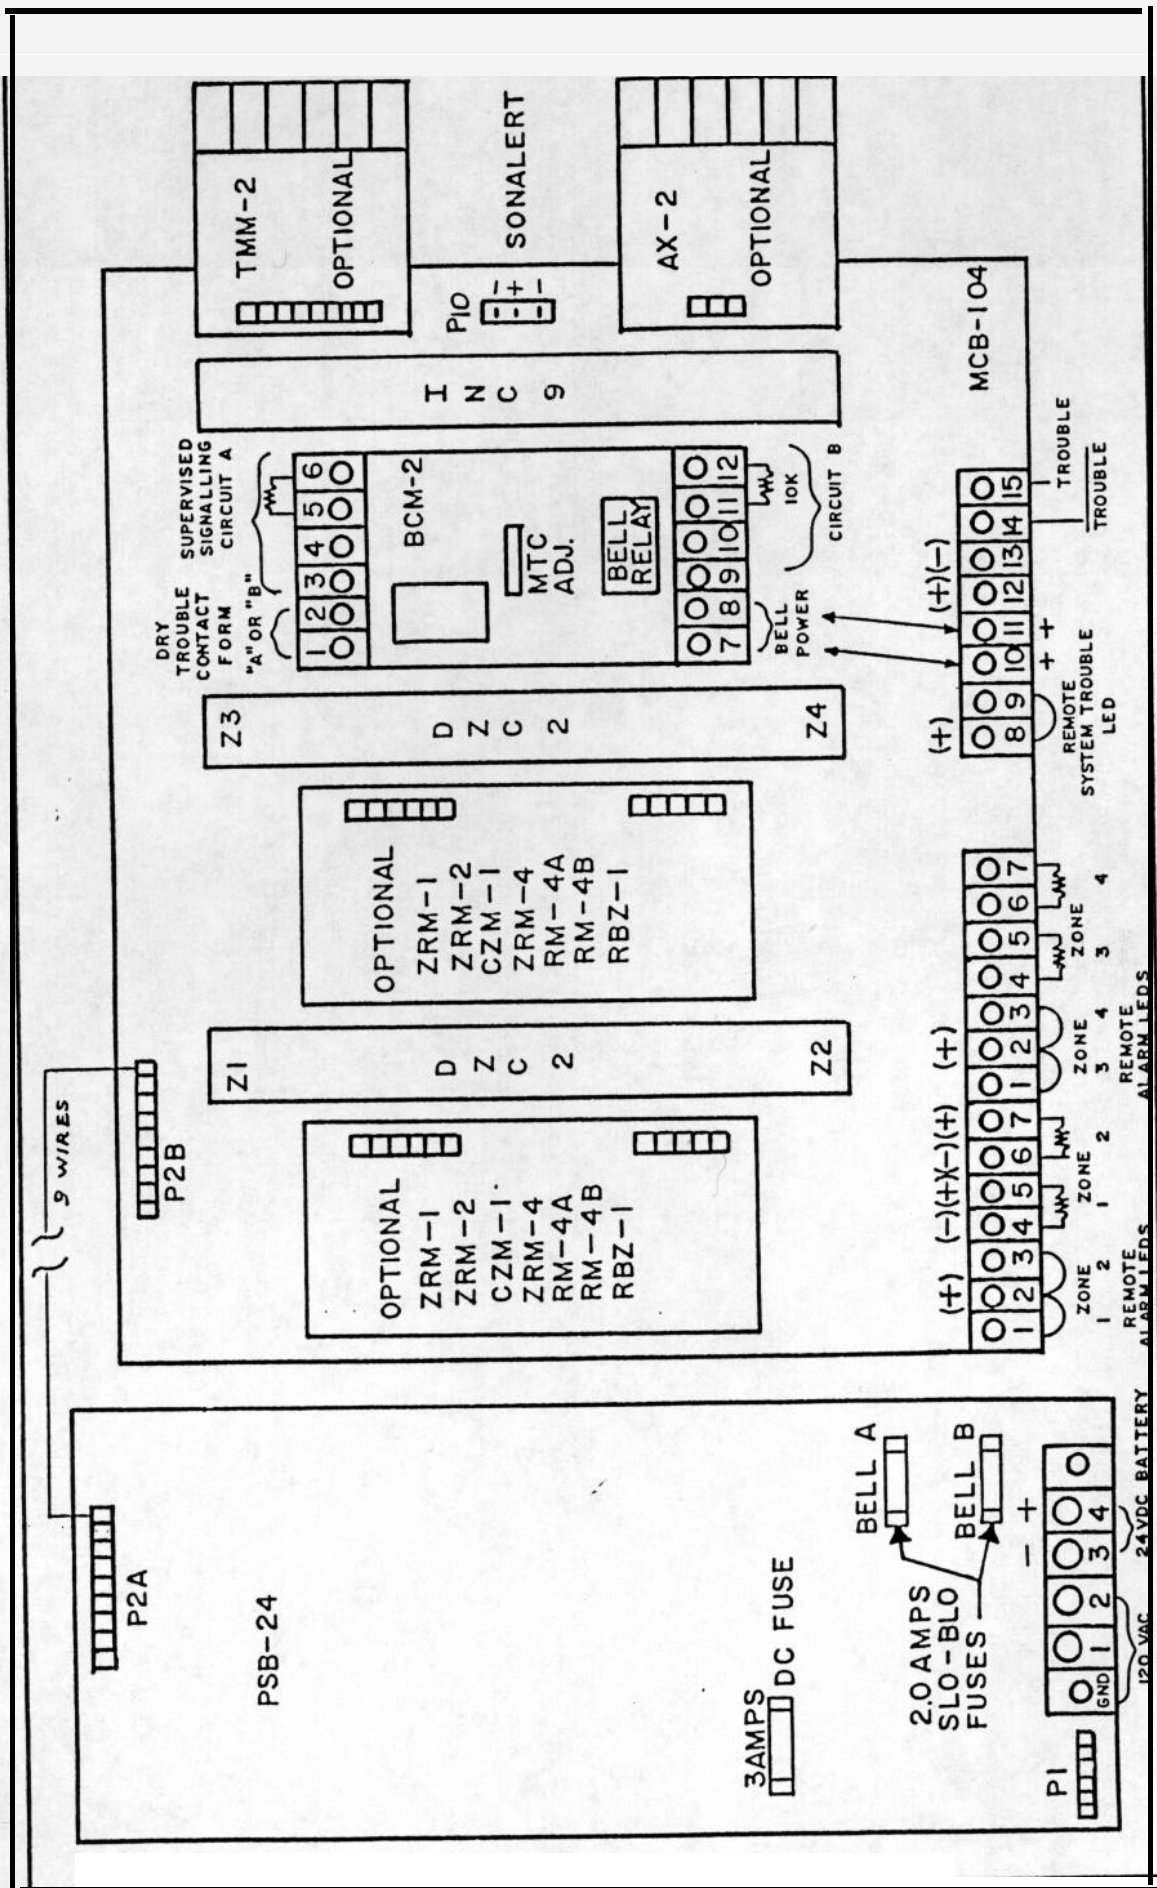 TMM-2
OPTIONAL
P10
SONALERT
+
-
-
AX-2
OPTIONAL
MCB-104
INC 9
DRY
TROUBLE
CONTACT
FORM
"A" OR "B"
SUPERVISED
SIGNALLING
CIRCUIT A
1 2 3 4 5 6
BCM-2
MTC
ADJ.
BELL
RELAY
7 8 9 10 11 12
BELL
POWER
10K
CIRCUIT B
Z3
DZC 2
Z4
(+) (+)(-)
8 9 10 11 12 13 14 15
+ +
REMOTE
SYSTEM TROUBLE
LED
TROUBLE
TROUBLE
OPTIONAL
ZRM-1
ZRM-2
CZM-1
ZRM-4
RM-4A
RM-4B
RBZ-1
Z1
DZC 2
Z2
OPTIONAL
ZRM-1
ZRM-2
CZM-1
ZRM-4
RM-4A
RM-4B
RBZ-1
(+) (-)(+)(-)(+) (+)
1 2 3 4 5 6 7 1 2 3 4 5 6 7
ZONE
1 2
REMOTE
ALARM LEDS
ZONE
1 2
ZONE
3 4
REMOTE
ALARM LEDS
ZONE
3 4
9 WIRES
P2B
P2A
PSB-24
3AMPS
DC FUSE
BELL A
BELL B
2.0 AMPS
SLO-BLO
FUSES
- +
P1
GND 1 2 3 4
120 VAC
24VDC BATTERY